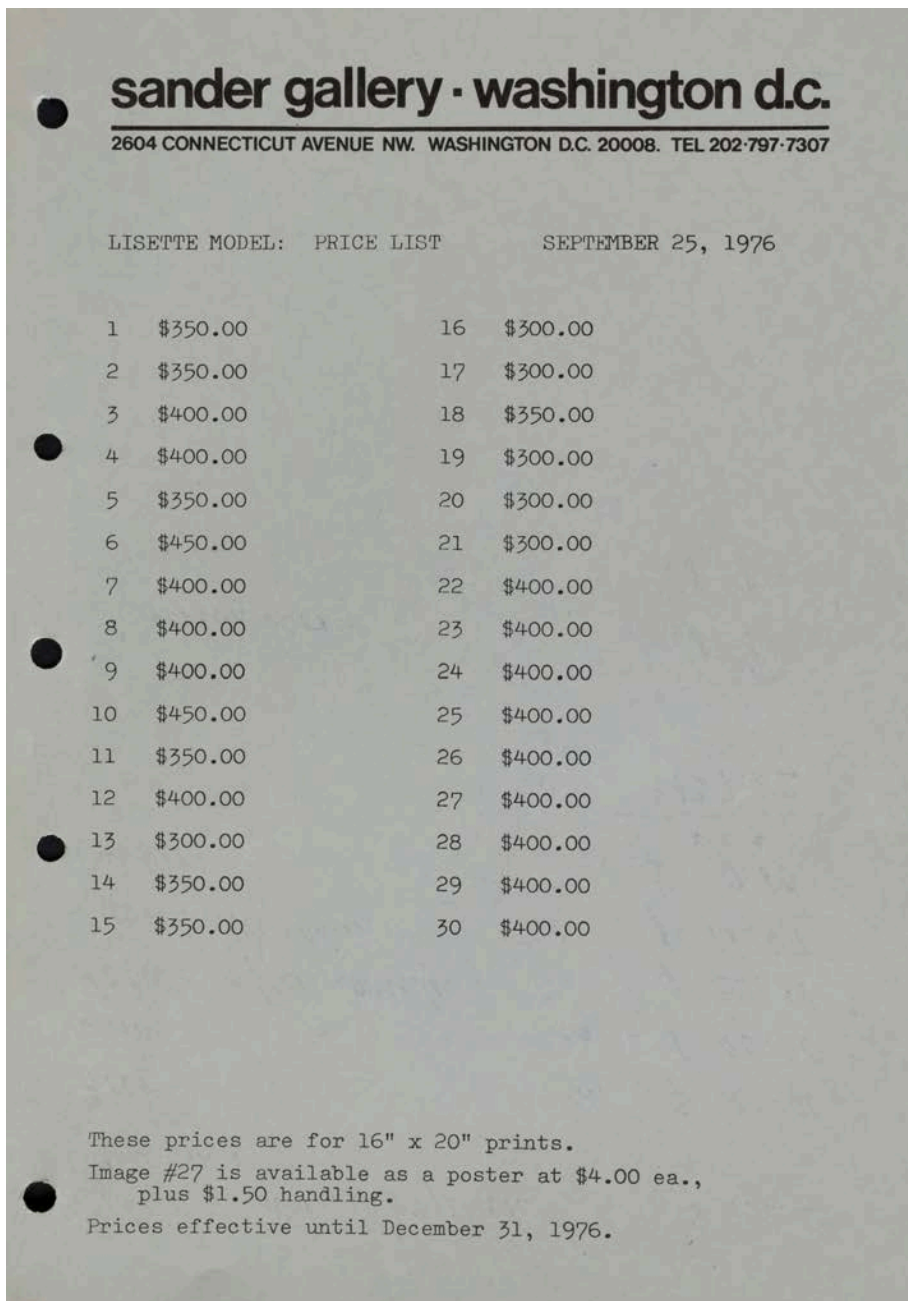 sander gallery · washington d.c.
2604 CONNECTICUT AVENUE NW. WASHINGTON D.C. 20008. TEL 202·797·7307
LISETTE MODEL: PRICE LIST SEPTEMBER 25, 1976
1 $350.00 16 $300.00
2 $350.00 17 $300.00
3 $400.00 18 $350.00
4 $400.00 19 $300.00
5 $350.00 20 $300.00
6 $450.00 21 $300.00
7 $400.00 22 $400.00
8 $400.00 23 $400.00
9 $400.00 24 $400.00
10 $450.00 25 $400.00
11 $350.00 26 $400.00
12 $400.00 27 $400.00
13 $300.00 28 $400.00
14 $350.00 29 $400.00
15 $350.00 30 $400.00
These prices are for 16" x 20" prints.
Image #27 is available as a poster at $4.00 ea.,
plus $1.50 handling.
Prices effective until December 31, 1976.